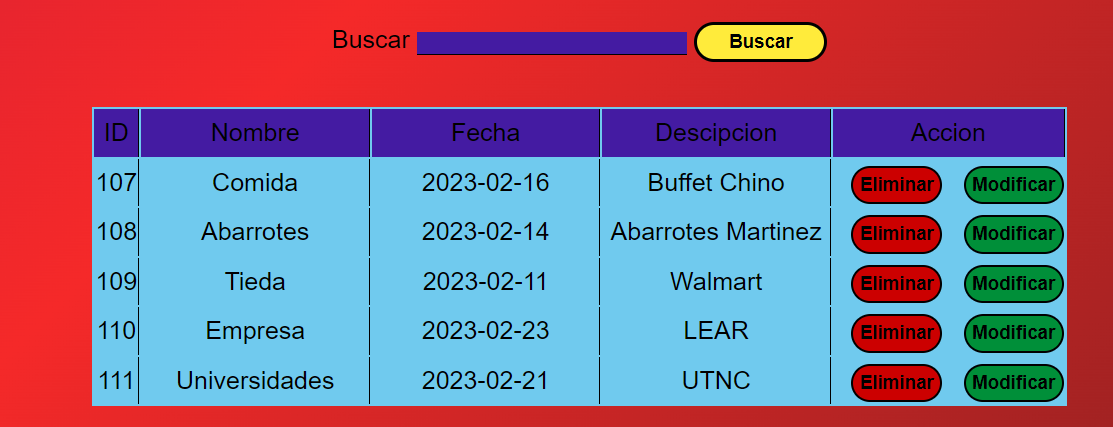 Buscar Buscar
ID Nombre Fecha Descipcion Accion
107 Comida 2023-02-16 Buffet Chino Eliminar Modificar
108 Abarrotes 2023-02-14 Abarrotes Martinez Eliminar Modificar
109 Tieda 2023-02-11 Walmart Eliminar Modificar
110 Empresa 2023-02-23 LEAR Eliminar Modificar
111 Universidades 2023-02-21 UTNC Eliminar Modificar